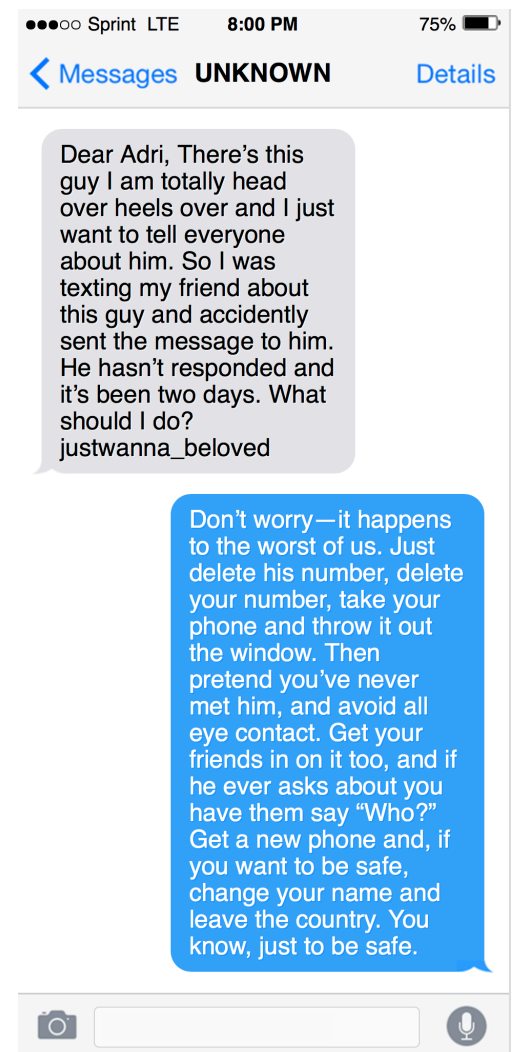 Sprint LTE 8:00 PM 75%
Messages UNKNOWN Details
Dear Adri, There’s this
guy I am totally head
over heels over and I just
want to tell everyone
about him. So I was
texting my friend about
this guy and accidently
sent the message to him.
He hasn’t responded and
it’s been two days. What
should I do?
justwanna_beloved
Don’t worry—it happens
to the worst of us. Just
delete his number, delete
your number, take your
phone and throw it out
the window. Then
pretend you’ve never
met him, and avoid all
eye contact. Get your
friends in on it too, and if
he ever asks about you
have them say “Who?”
Get a new phone and, if
you want to be safe,
change your name and
leave the country. You
know, just to be safe.